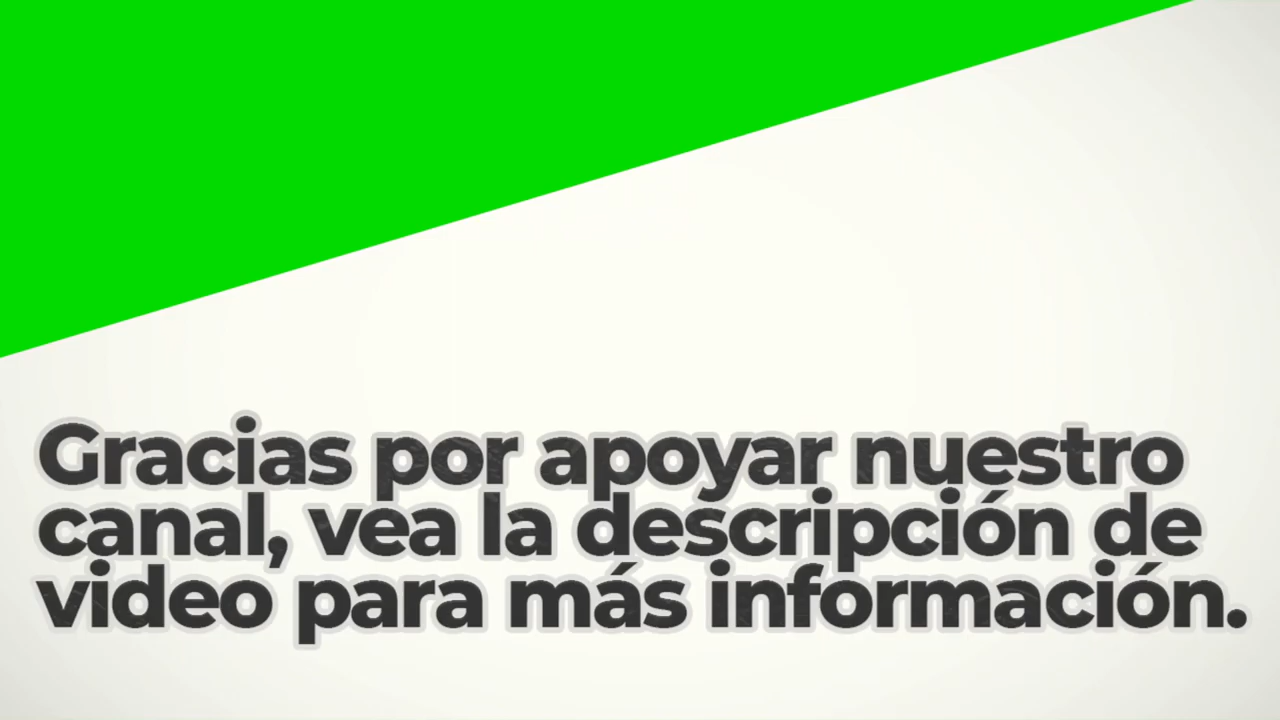 Gracias por apoyar nuestro
canal, vea la descripción de
video para más información.